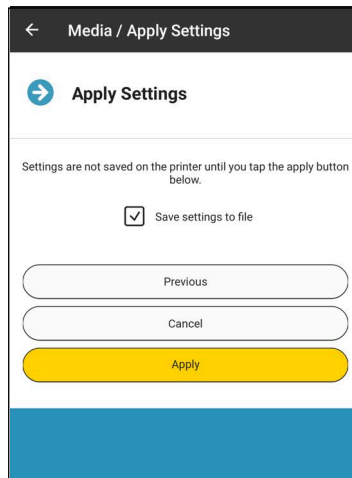 Media / Apply Settings
Apply Settings
Settings are not saved on the printer until you tap the apply button
below.
Save settings to file
Previous
Cancel
Apply